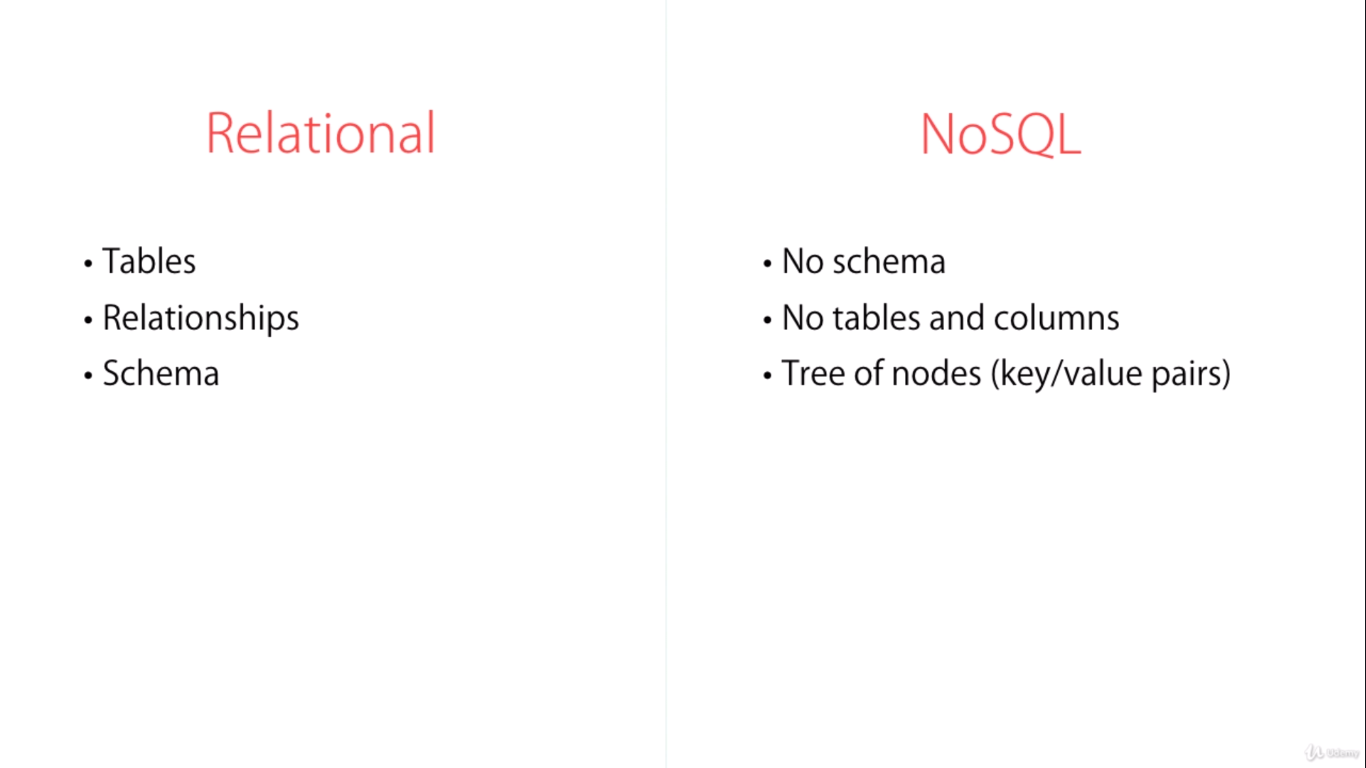 Relational
• Tables
• Relationships
• Schema
NoSQL
• No schema
• No tables and columns
• Tree of nodes (key/value pairs)
Udemy